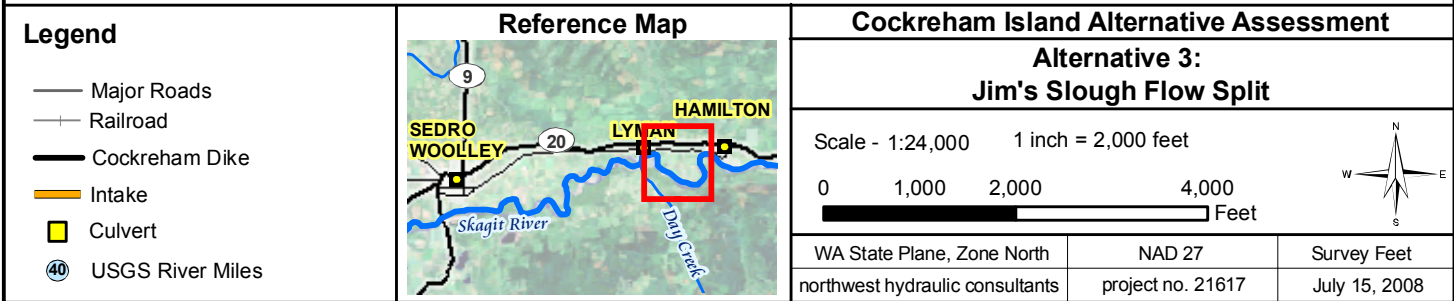 Legend
Major Roads
Railroad
Cockreham Dike
Intake
Culvert
40 USGS River Miles
Reference Map
9
HAMILTON
SEDRO
WOOLLEY
20
LYMAN
Skagit River
Day Creek
Cockreham Island Alternative Assessment
Alternative 3:
Jim's Slough Flow Split
Scale - 1:24,000 1 inch = 2,000 feet
N
W E
S
0 1,000 2,000 4,000
Feet
WA State Plane, Zone North NAD 27 Survey Feet
northwest hydraulic consultants project no. 21617 July 15, 2008